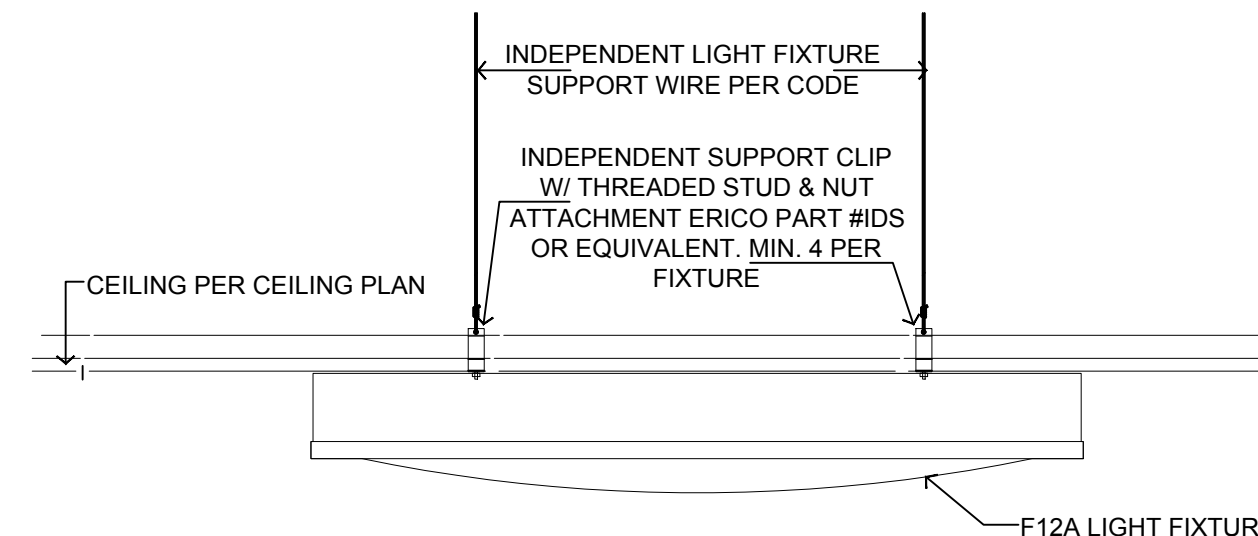 INDEPENDENT LIGHT FIXTURE
SUPPORT WIRE PER CODE
INDEPENDENT SUPPORT CLIP
W/ THREADED STUD & NUT
ATTACHMENT ERICO PART #IDS
OR EQUIVALENT. MIN. 4 PER
FIXTURE
CEILING PER CEILING PLAN
F12A LIGHT FIXTUR